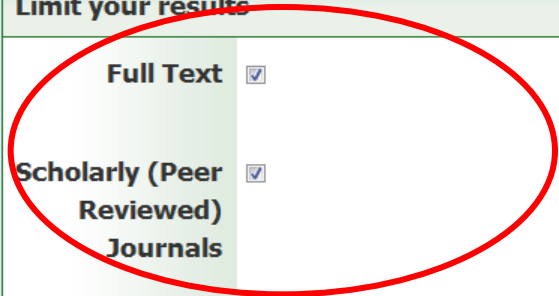 Limit your results
Full Text
Scholarly (Peer
Reviewed)
Journals